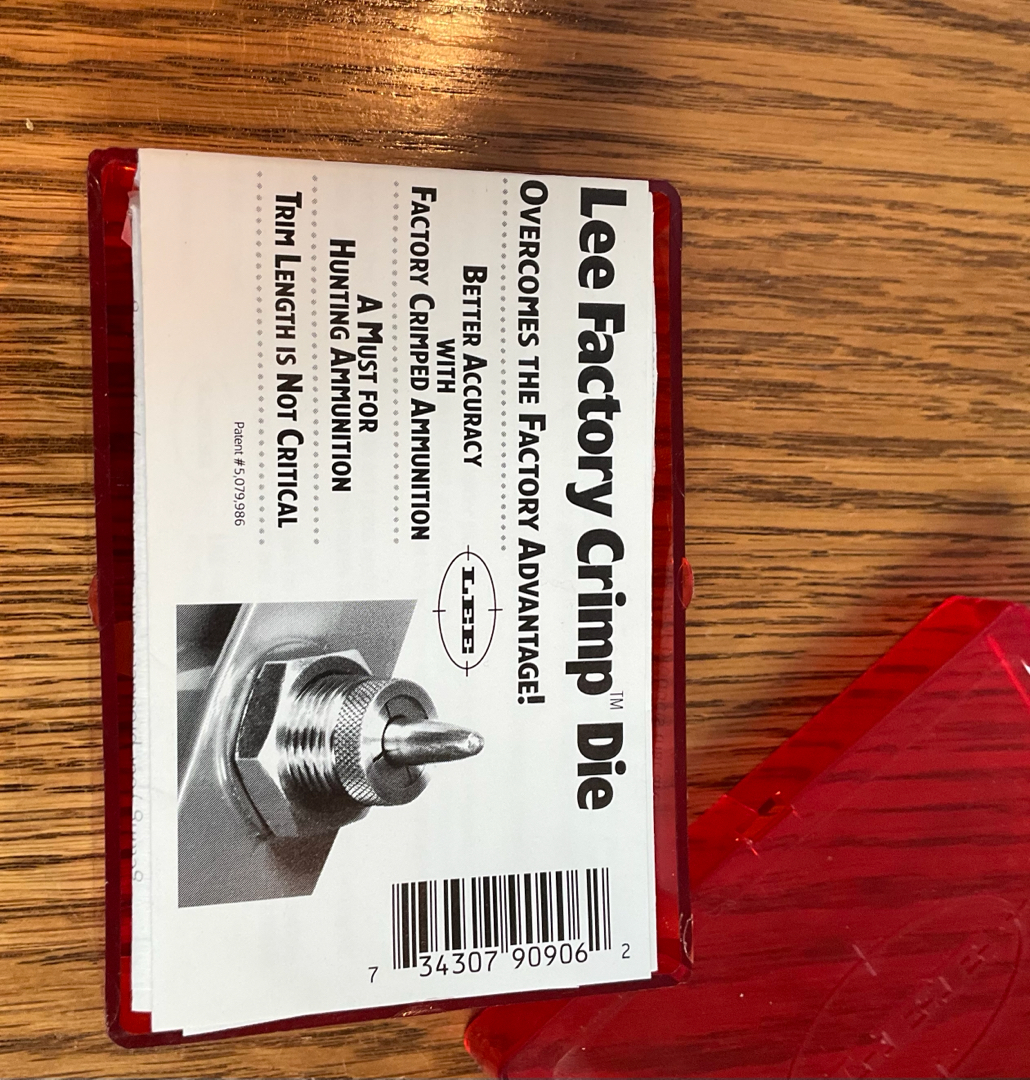 Lee Factory Crimp™ Die
OVERCOMES THE FACTORY ADVANTAGE!
BETTER ACCURACY
WITH
FACTORY CRIMPED AMMUNITION
A MUST FOR
HUNTING AMMUNITION
TRIM LENGTH IS NOT CRITICAL
Patent # 5,079,986
LEE
7 34307 90906 2